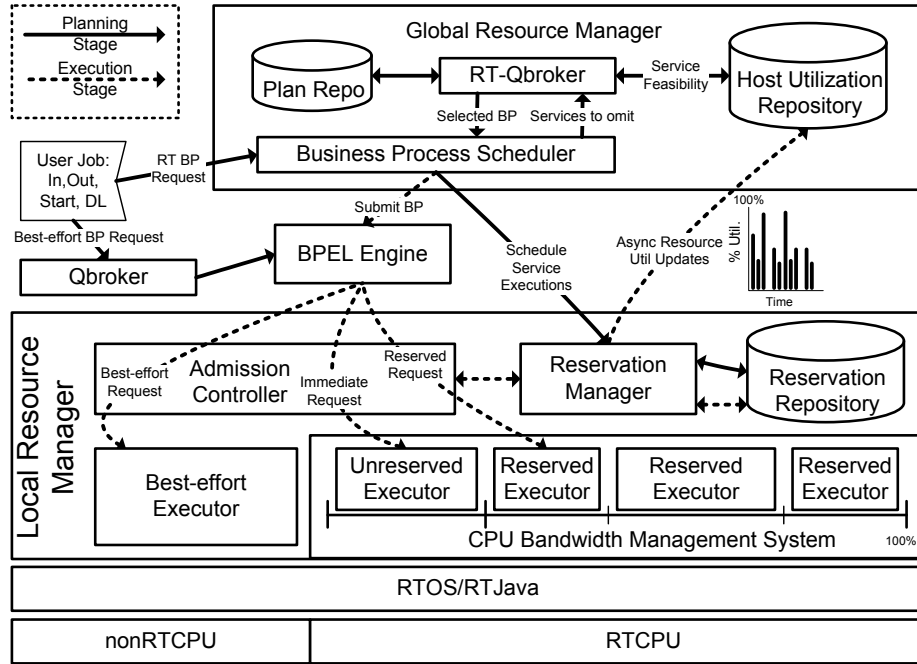 Planning
Stage
Execution
Stage
Global Resource Manager
Plan Repo
RT-Qbroker
Service
Feasibility
Host Utilization
Repository
Selected BP
Services to omit
Business Process Scheduler
User Job:
In,Out,
Start, DL
RT BP
Request
Best-effort BP Request
Submit BP
Qbroker
BPEL Engine
Schedule
Service
Executions
Async Resource
Util Updates
100%
% Util.
Time
Local Resource
Manager
Best-effort
Request
Admission
Controller
Immediate
Request
Reserved
Request
Reservation
Manager
Reservation
Repository
Best-effort
Executor
Unreserved
Executor
Reserved
Executor
Reserved
Executor
Reserved
Executor
CPU Bandwidth Management System
100%
RTOS/RTJava
nonRTCPU
RTCPU